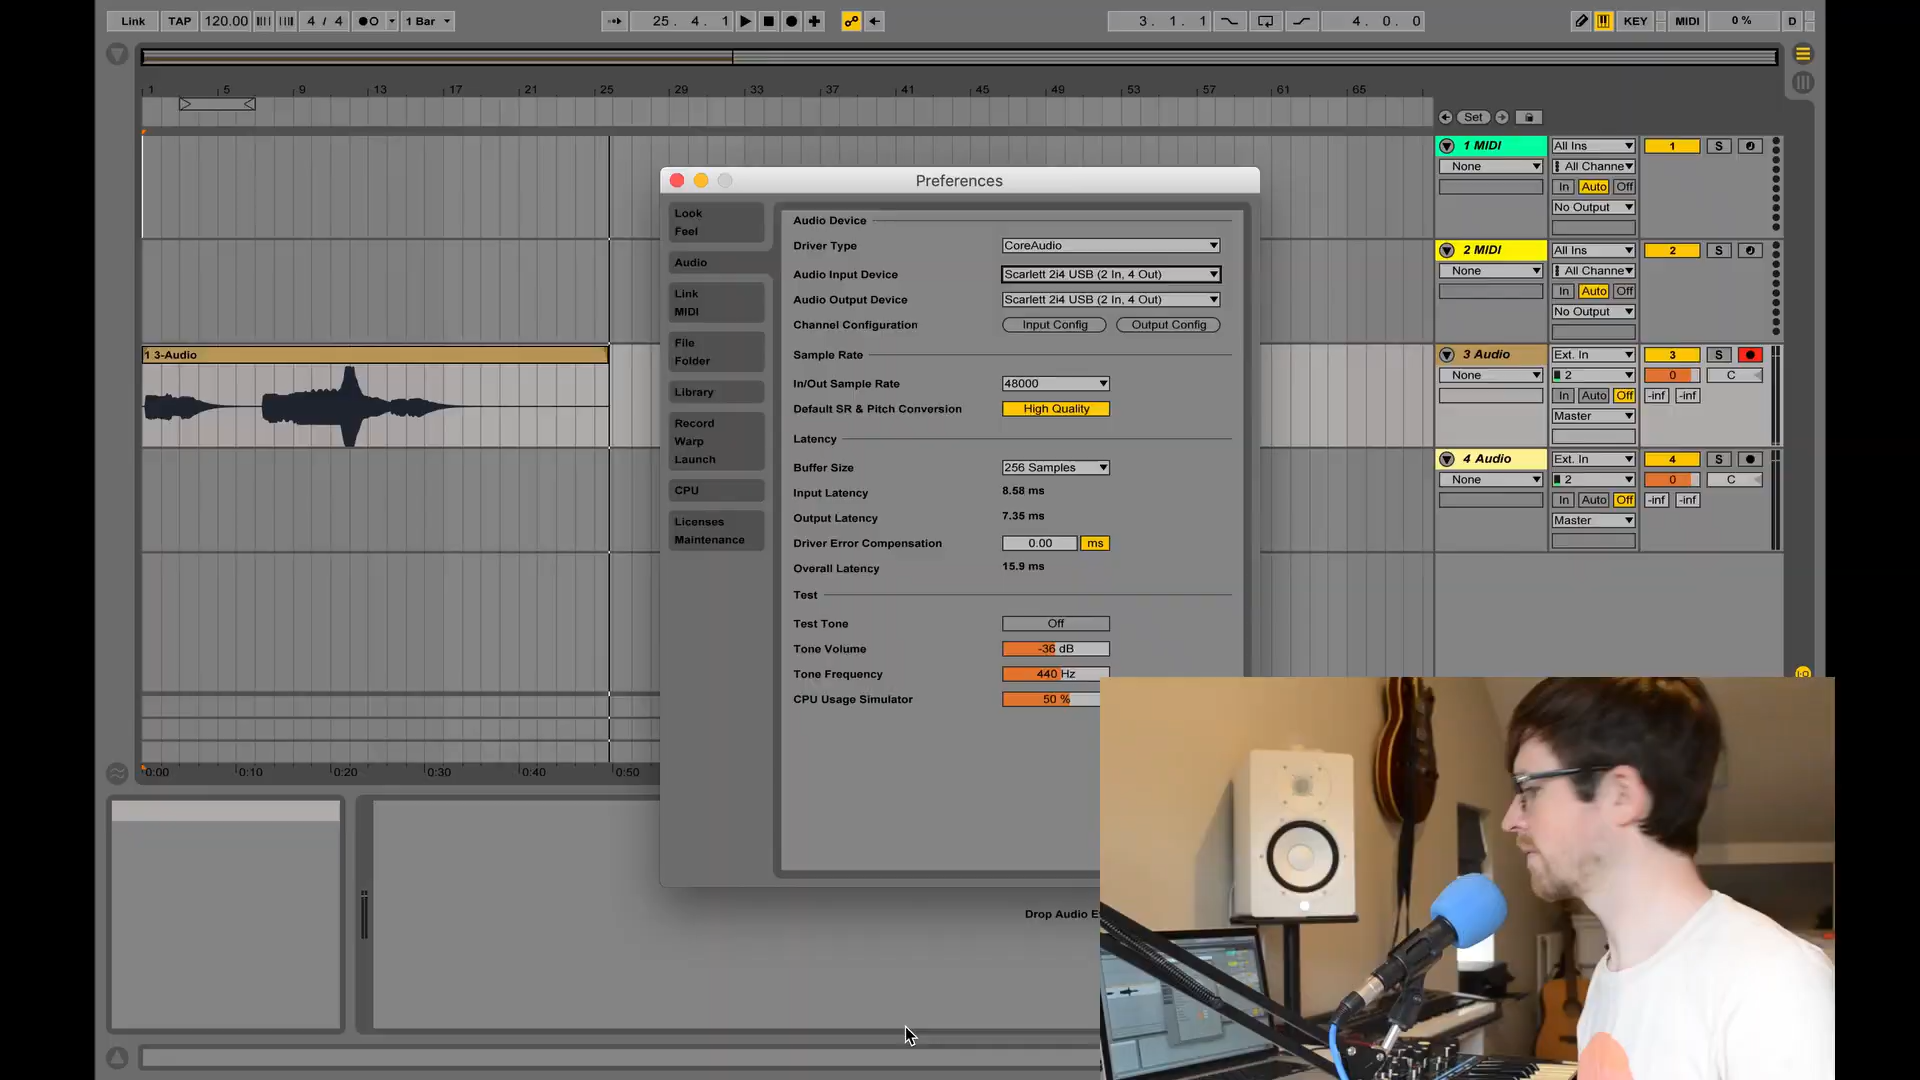 Link TAP 120.00 4 / 4 1 Bar 25. 4. 1 3. 1. 1 4. 0. 0 KEY MIDI 0 % D
1 5 9 13 17 21 25 29 33 37 41 45 49 53 57 61 65
Set
1 MIDI All Ins 1 S
None All Channe
In Auto Off
No Output
2 MIDI All Ins 2 S
None All Channe
In Auto Off
No Output
1 3-Audio
3 Audio Ext. In 3 S
None 2 0 C
In Auto Off -inf -inf
Master
4 Audio Ext. In 4 S
None 2 0 C
In Auto Off -inf -inf
Master
Preferences
Look
Feel
Audio
Link
MIDI
File
Folder
Library
Record
Warp
Launch
CPU
Licenses
Maintenance
Audio Device
Driver Type CoreAudio
Audio Input Device Scarlett 2i4 USB (2 In, 4 Out)
Audio Output Device Scarlett 2i4 USB (2 In, 4 Out)
Channel Configuration Input Config Output Config
Sample Rate
In/Out Sample Rate 48000
Default SR & Pitch Conversion High Quality
Latency
Buffer Size 256 Samples
Input Latency 8.58 ms
Output Latency 7.35 ms
Driver Error Compensation 0.00 ms
Overall Latency 15.9 ms
Test
Test Tone Off
Tone Volume -36 dB
Tone Frequency 440 Hz
CPU Usage Simulator 50 %
0:00 0:10 0:20 0:30 0:40 0:50
Drop Audio E